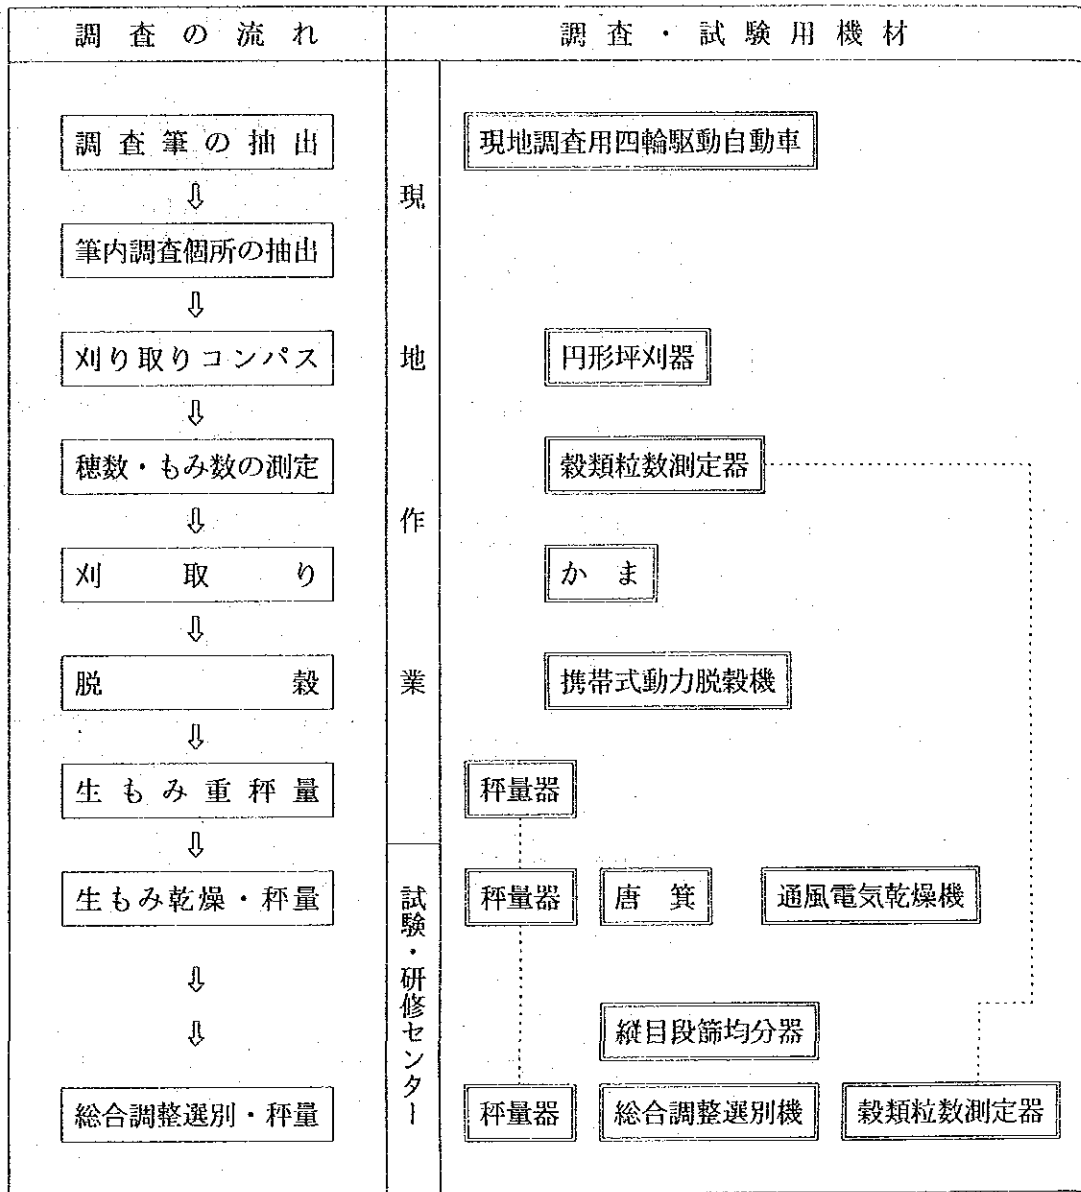 調査の流れ 調査・試験用機材
調査筆の抽出 現地調査用四輪駆動自動車
⇩
筆内調査個所の抽出
⇩
刈り取りコンパス 円形坪刈器
⇩
穂数・もみ数の測定 穀類粒数測定器
⇩
刈取り かま
⇩
脱穀 携帯式動力脱穀機
⇩
生もみ重秤量 秤量器
⇩
現地作業
生もみ乾燥・秤量 秤量器 唐箕 通風電気乾燥機
⇩
⇩
縦目段篩均分器
総合調整選別・秤量 秤量器 総合調整選別機 穀類粒数測定器
試験・研修センター